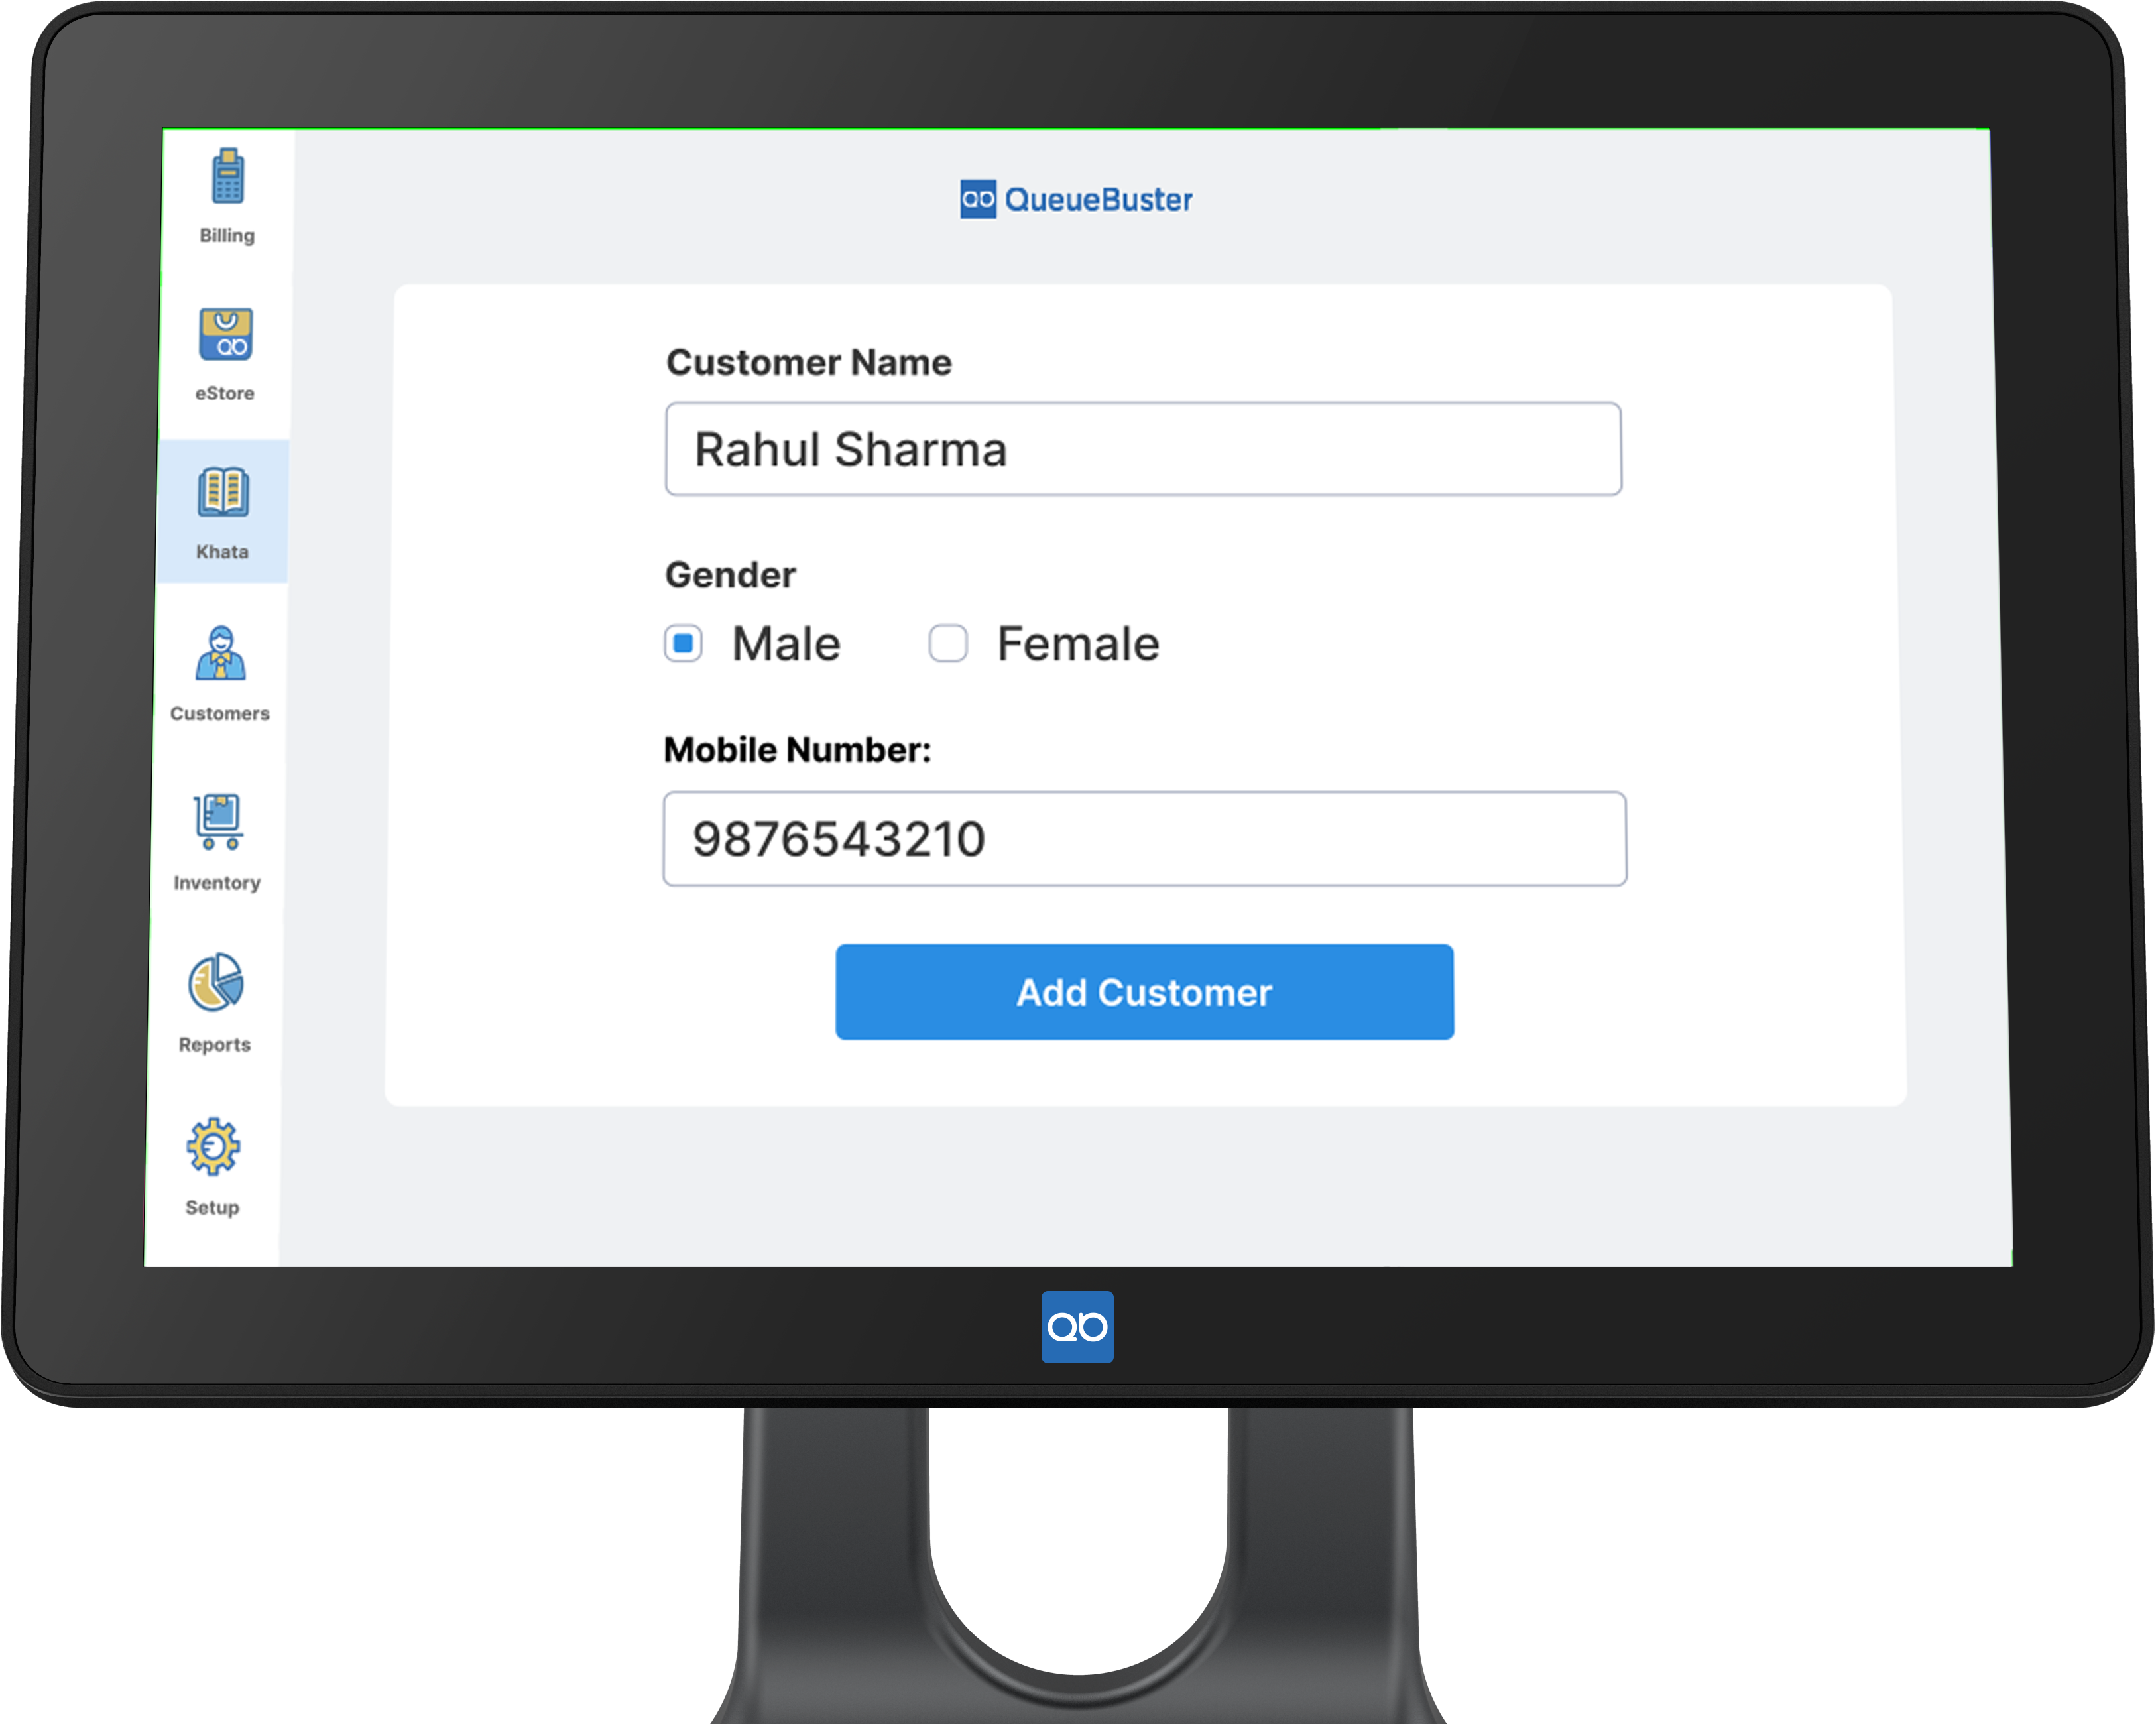 QueueBuster
Billing
eStore
Khata
Customers
Inventory
Reports
Setup
Customer Name
Rahul Sharma
Gender
Male Female
Mobile Number:
9876543210
Add Customer